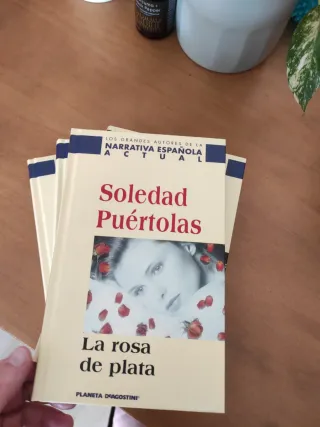 LOS GRANDES AUTORES DE LA
NARRATIVA ESPAÑOLA
ACTUAL
Soledad
Puértolas
La rosa
de plata
PLANETA DEAGOSTINI